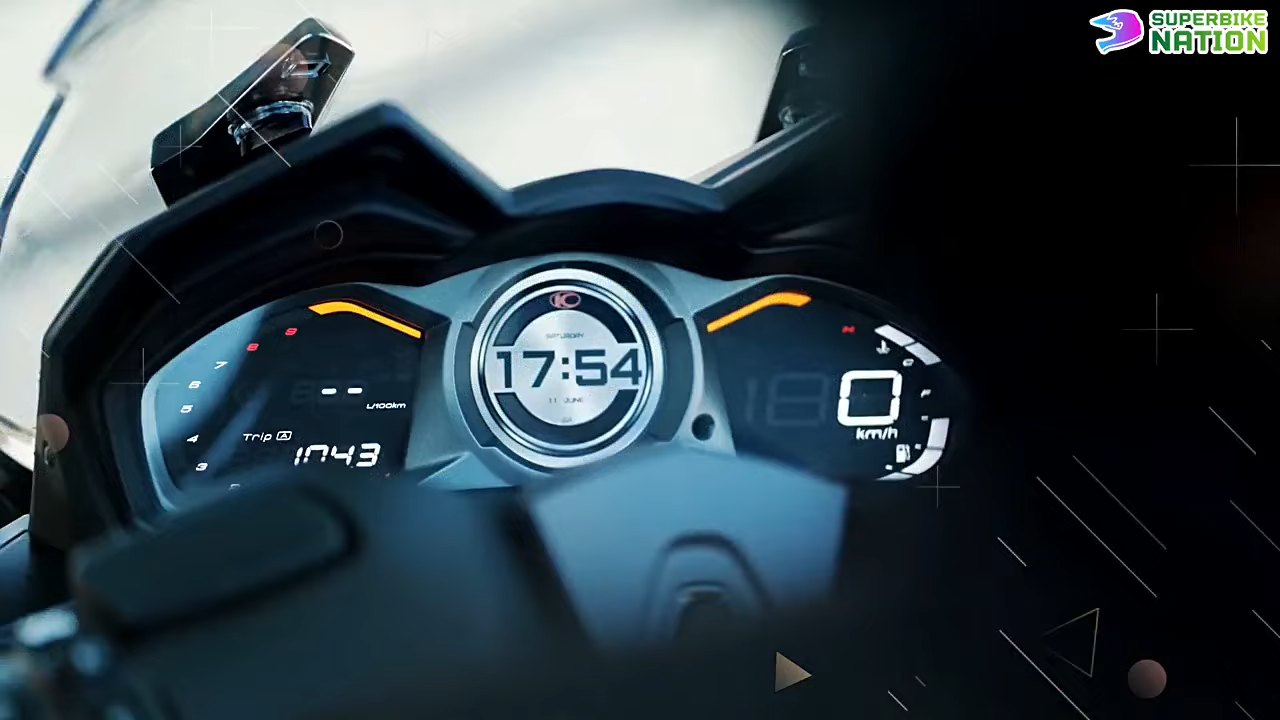 SUPERBIKE
NATION
9
8
7
6
5
4
3
L/100km
Trip A
1043
SATURDAY
17:54
11 JUNE
0
km/h